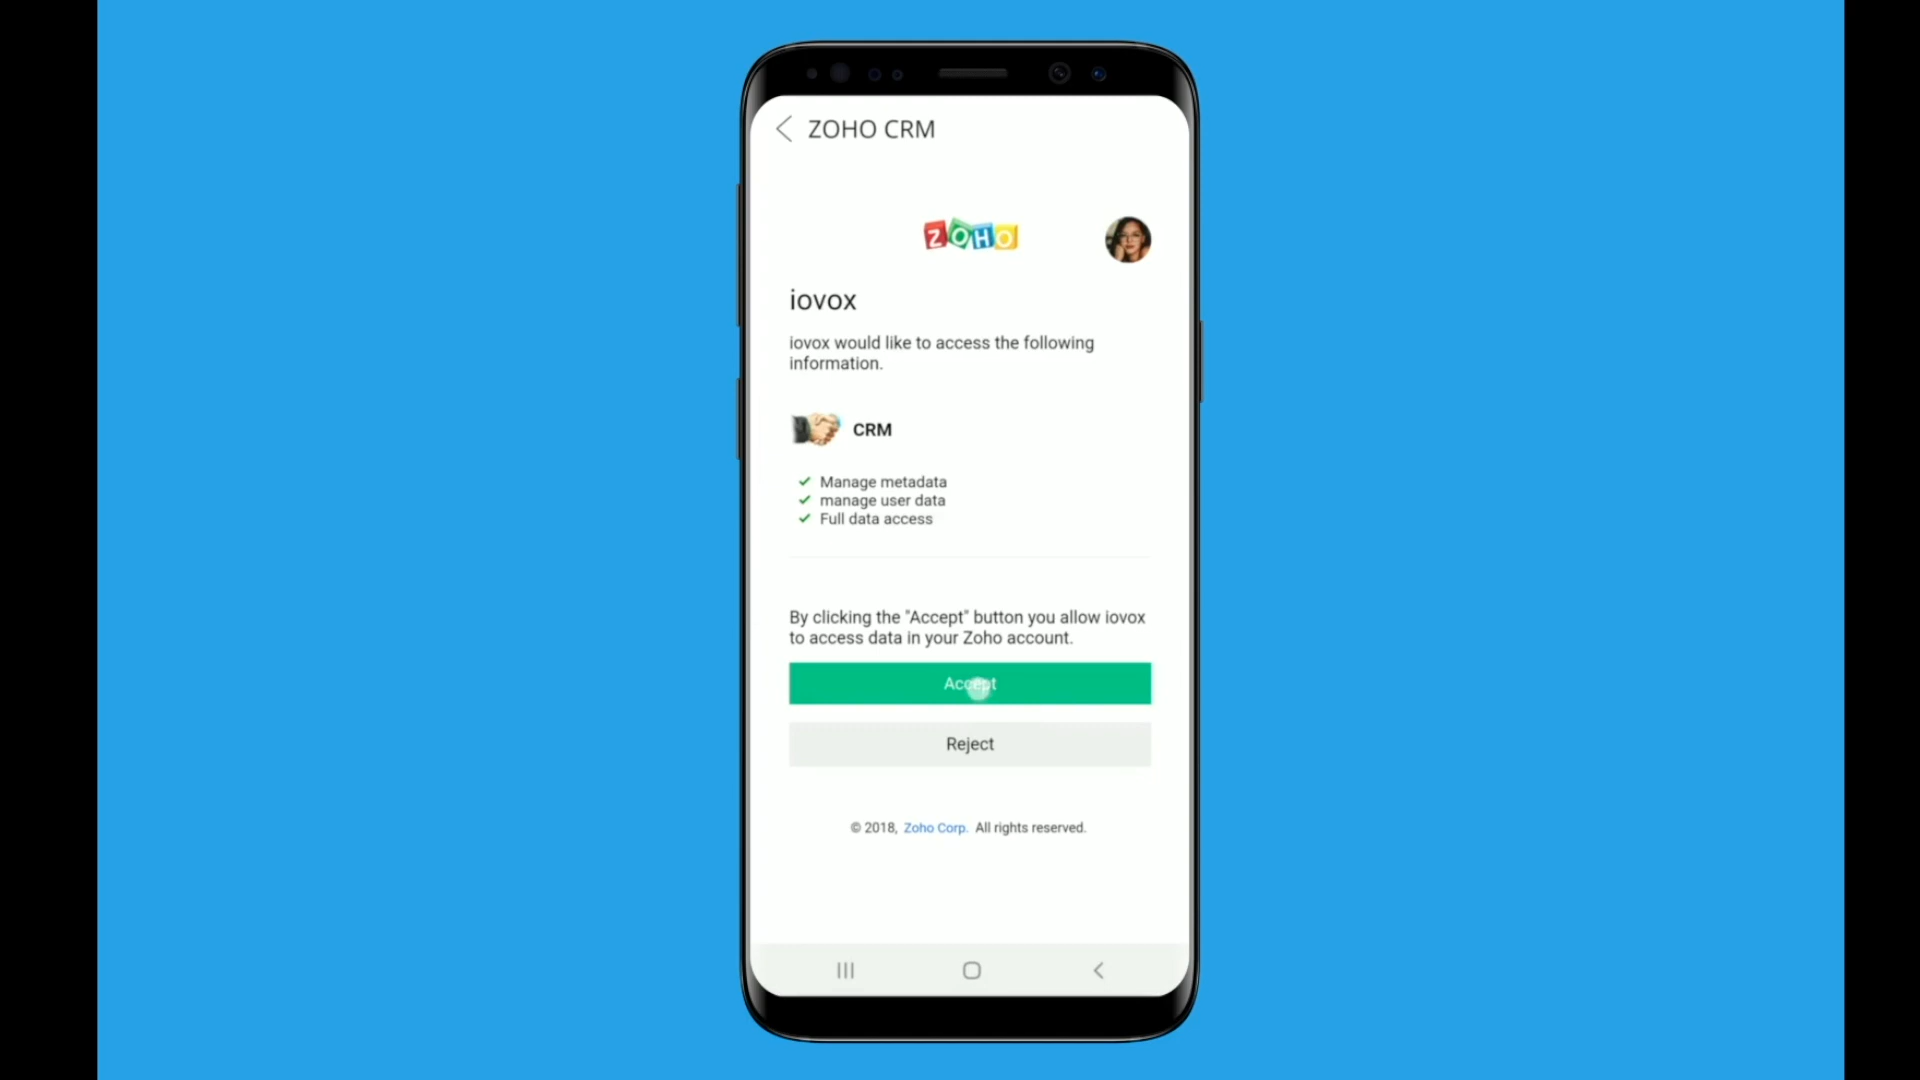 ZOHO CRM
ZOHO
iovox
iovox would like to access the following
information.
CRM
Manage metadata
manage user data
Full data access
By clicking the "Accept" button you allow iovox
to access data in your Zoho account.
Accept
Reject
© 2018, Zoho Corp. All rights reserved.